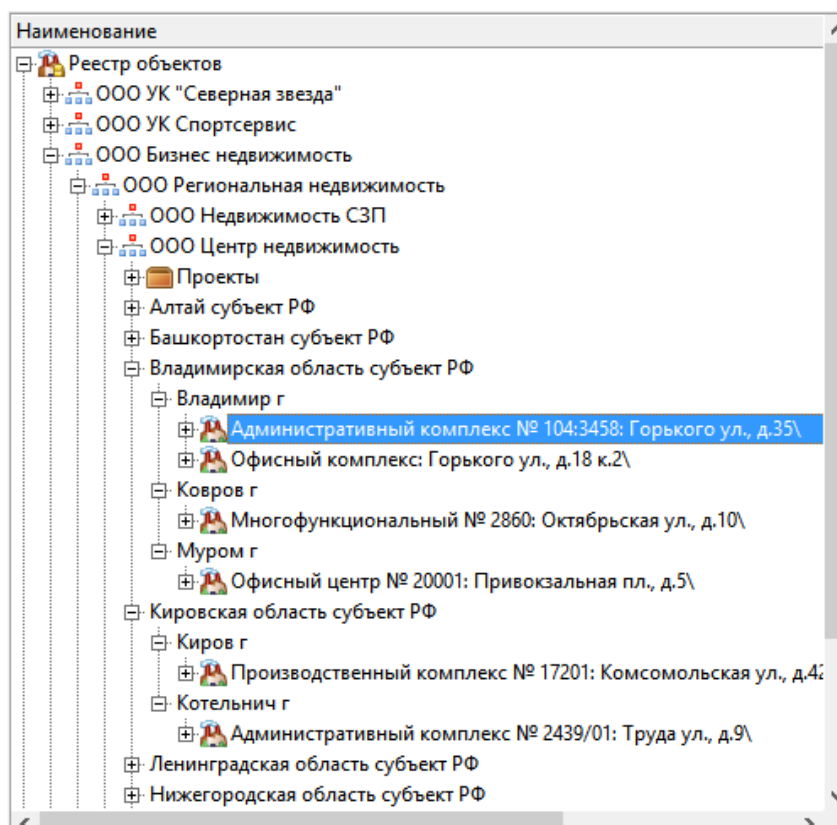 Наименование
Реестр объектов
ООО УК "Северная звезда"
ООО УК Спортсервис
ООО Бизнес недвижимость
ООО Региональная недвижимость
ООО Недвижимость СЗП
ООО Центр недвижимость
Проекты
Алтай субъект РФ
Башкортостан субъект РФ
Владимирская область субъект РФ
Владимир г
Административный комплекс № 104:3458: Горького ул., д.35\
Офисный комплекс: Горького ул., д.18 к.2\
Ковров г
Многофункциональный № 2860: Октябрьская ул., д.10\
Муром г
Офисный центр № 20001: Привокзальная пл., д.5\
Кировская область субъект РФ
Киров г
Производственный комплекс № 17201: Комсомольская ул., д.42
Котельнич г
Административный комплекс № 2439/01: Труда ул., д.9\
Ленинградская область субъект РФ
Нижегородская область субъект РФ